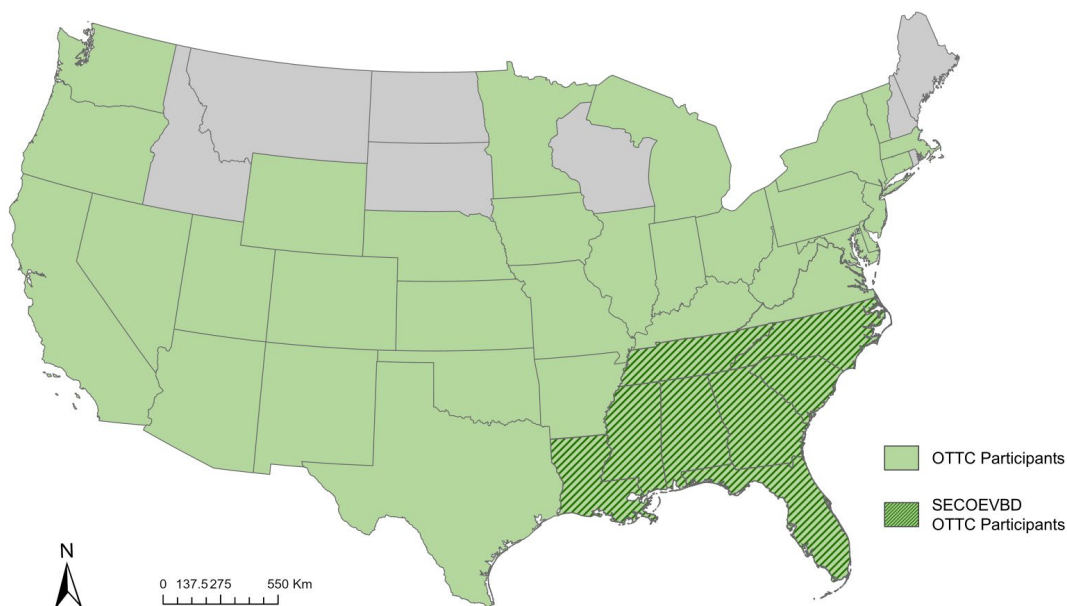 OTTC Participants
SECOEVBD
OTTC Participants
N
0 137.5 275 550 Km